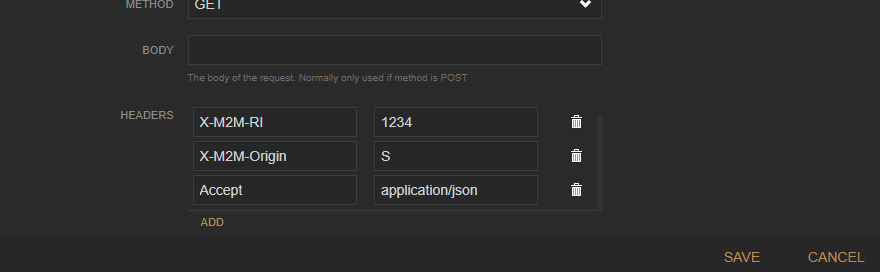 METHOD GET
BODY
The body of the request. Normally only used if method is POST
HEADERS X-M2M-RI 1234
X-M2M-Origin S
Accept application/json
ADD
SAVE CANCEL